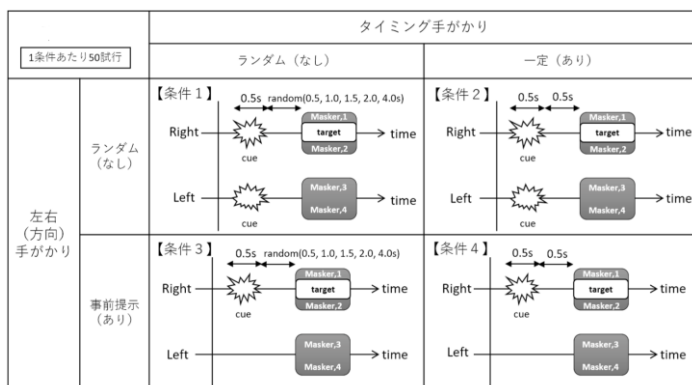 タイミング手がかり
1条件あたり50試行
ランダム（なし）
一定（あり）
左右
（方向）
手がかり
ランダム
（なし）
【条件１】
0.5s random(0.5, 1.0, 1.5, 2.0, 4.0s)
Right
Masker,1
target
Masker,2
time
cue
Left
Masker,3
Masker,4
time
cue
【条件２】
0.5s 0.5s
Right
Masker,1
target
Masker,2
time
cue
Left
Masker,3
Masker,4
time
cue
事前提示
（あり）
【条件３】
0.5s random(0.5, 1.0, 1.5, 2.0, 4.0s)
Right
Masker,1
target
Masker,2
time
cue
Left
Masker,3
Masker,4
time
【条件４】
0.5s 0.5s
Right
Masker,1
target
Masker,2
time
cue
Left
Masker,3
Masker,4
time